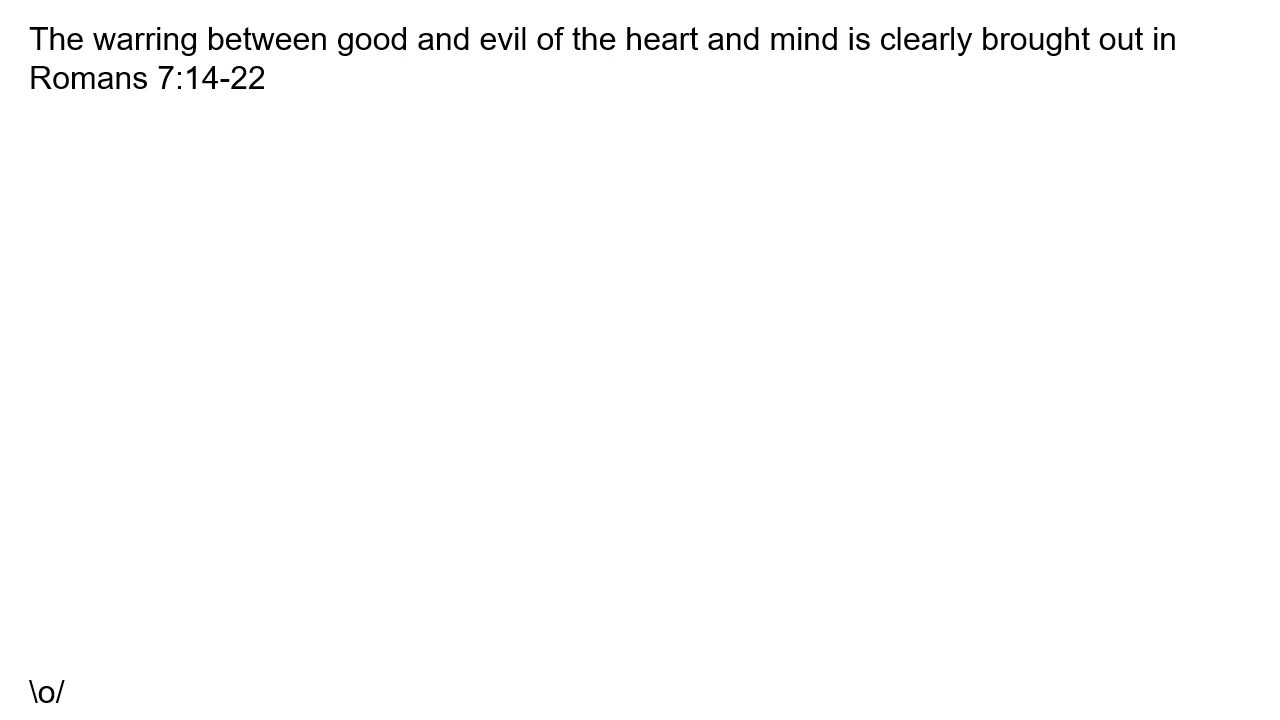 The warring between good and evil of the heart and mind is clearly brought out in
Romans 7:14-22
\o/